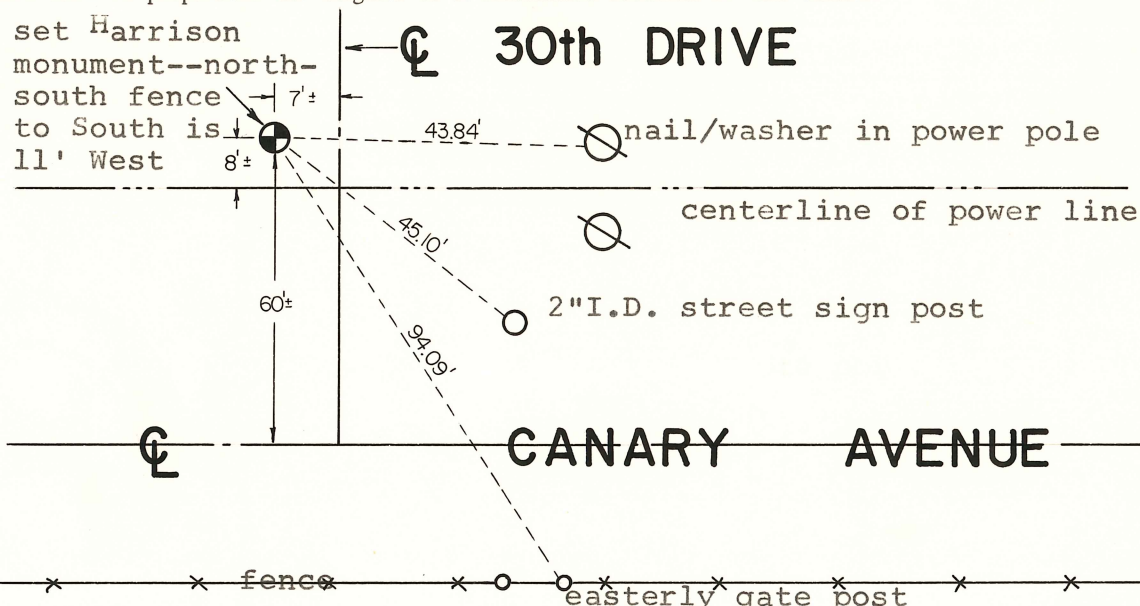 set Harrison
monument--north-
south fence
to South is
ll' West
℄ 30th DRIVE
7'±
43.84'
nail/washer in power pole
8'±
centerline of power line
45.10'
60'±
2"I.D. street sign post
94.09'
℄ CANARY AVENUE
fence
easterly gate post